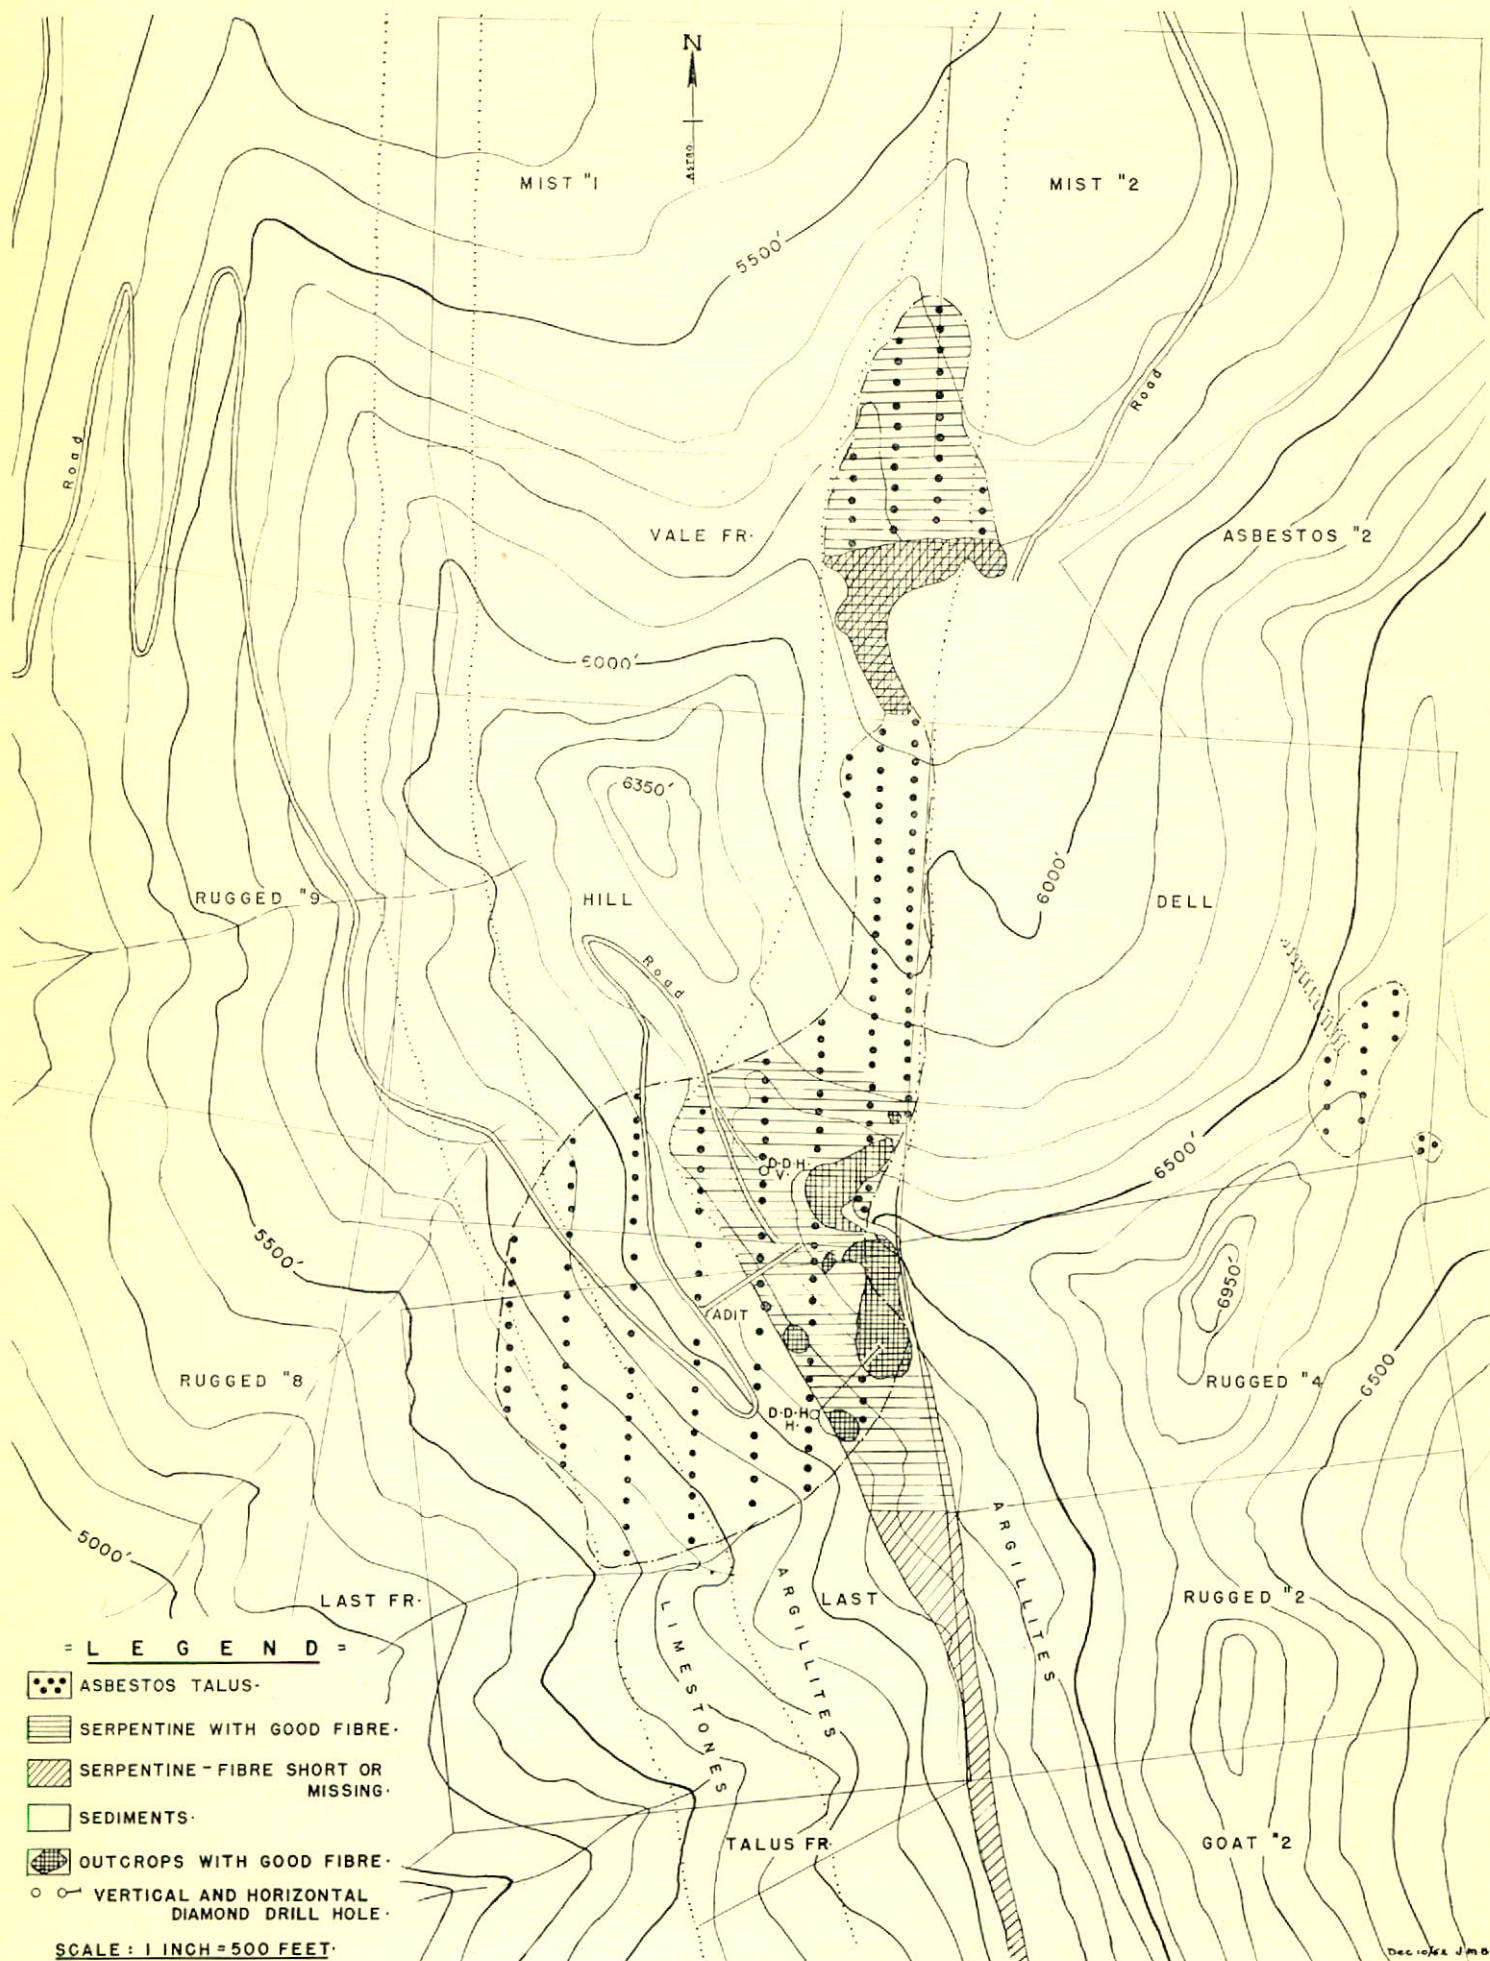 N
ASTRO
MIST #1
MIST #2
5500'
Road
Road
VALE FR.
ASBESTOS #2
6000'
6350'
RUGGED #9
HILL
6000'
DELL
Road
D.D.H.
V.
6500'
5500'
6950'
ADIT
RUGGED #8
RUGGED #4
6500
D.D.H.
H.
ARGILLITES
5000'
LAST FR.
ARGILLITES
LAST
RUGGED #2
LIMESTONES
= LEGEND =
ASBESTOS TALUS.
SERPENTINE WITH GOOD FIBRE.
SERPENTINE - FIBRE SHORT OR
MISSING.
SEDIMENTS.
TALUS FR.
GOAT #2
OUTCROPS WITH GOOD FIBRE.
VERTICAL AND HORIZONTAL
DIAMOND DRILL HOLE.
SCALE: 1 INCH = 500 FEET.